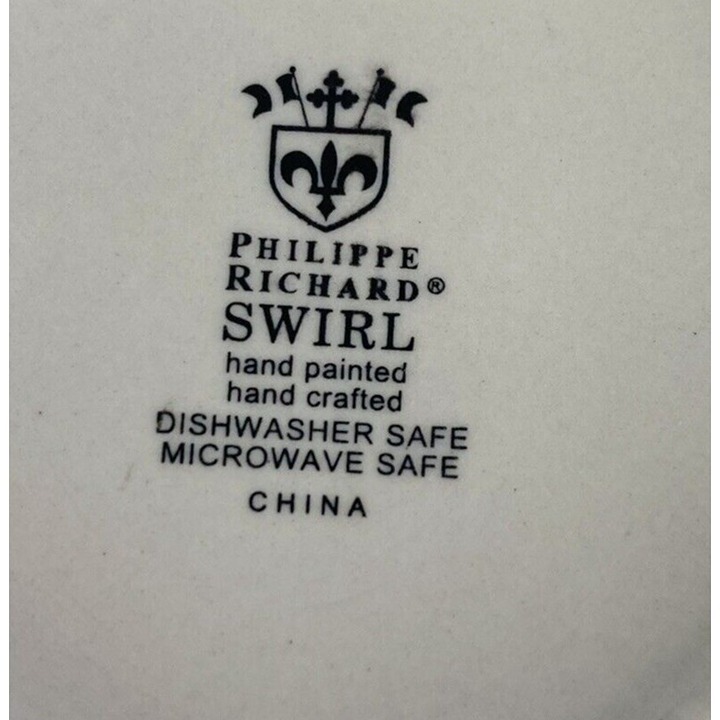 PHILIPPE
RICHARD®
SWIRL
hand painted
hand crafted
DISHWASHER SAFE
MICROWAVE SAFE
CHINA